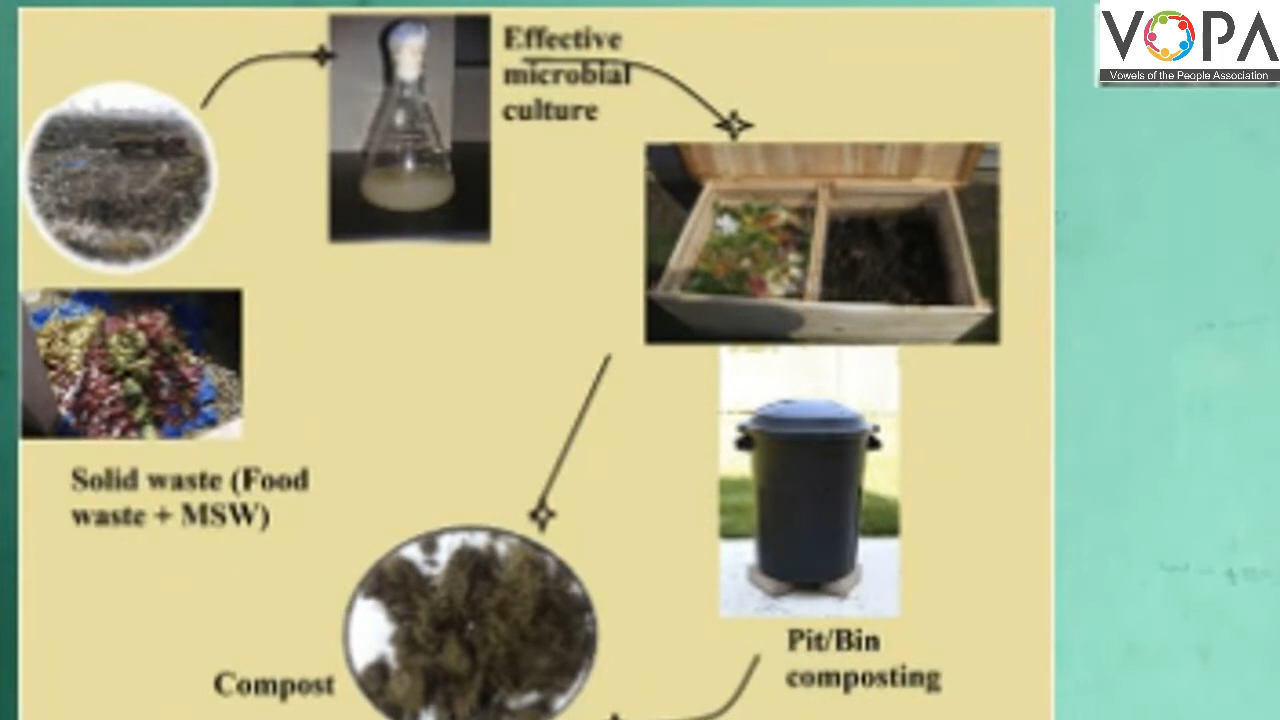 Effective
microbial
culture
VOPA
Vowels of the People Association
Solid waste (Food
waste + MSW)
Pit/Bin
composting
Compost